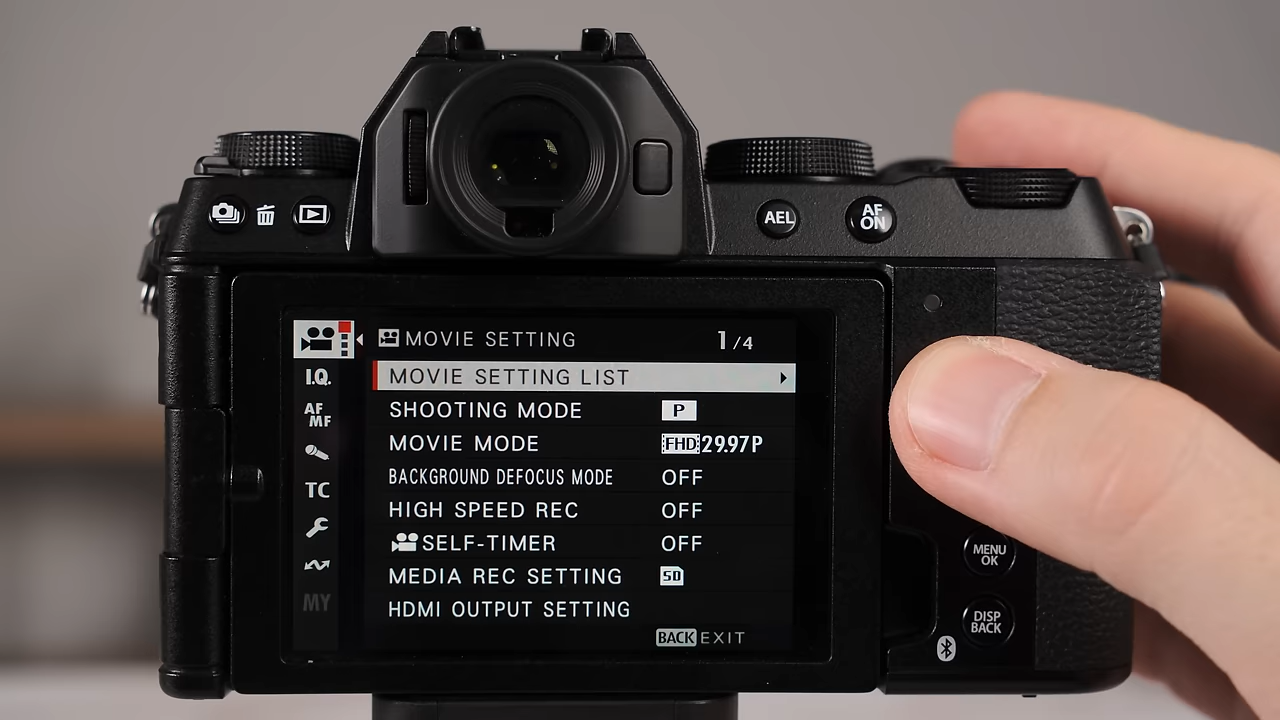 AEL
AF
ON
MOVIE SETTING 1/4
MOVIE SETTING LIST
I.Q.
SHOOTING MODE P
AF
MF
MOVIE MODE FHD 29.97P
BACKGROUND DEFOCUS MODE OFF
TC
HIGH SPEED REC OFF
SELF-TIMER OFF
MEDIA REC SETTING SD
MY
HDMI OUTPUT SETTING
BACK EXIT
MENU
OK
DISP
BACK